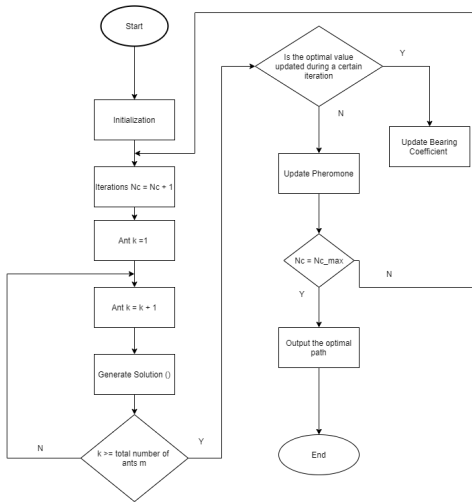 Start
Initialization
Iterations Nc = Nc + 1
Ant k =1
Ant k = k + 1
Generate Solution ()
k >= total number of
ants m
N
Y
Is the optimal value
updated during a certain
iteration
Y
N
Update Bearing
Coefficient
Update Pheromone
Nc = Nc_max
N
Y
Output the optimal
path
End